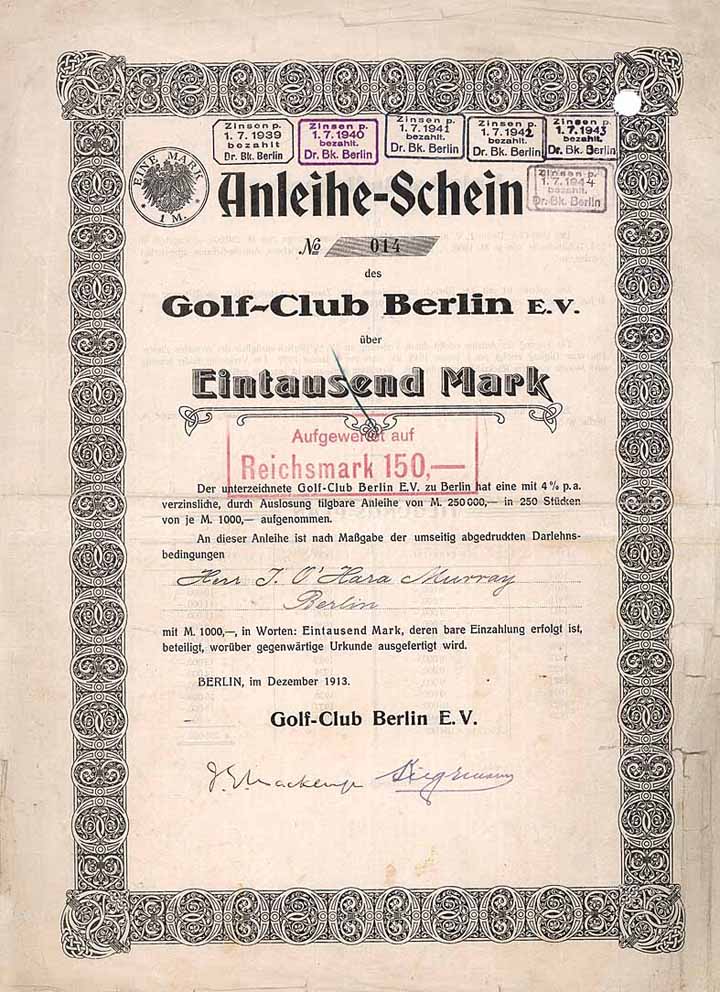 Zinsen p.
1. 7. 1939
bezahlt
Dr. Bk. Berlin
Zinsen p.
1. 7. 1940
bezahlt.
Dr. Bk. Berlin
Zinsen p.
1. 7. 1941
bezahlt.
Dr. Bk. Berlin
Zinsen p.
1. 7. 1942
bezahlt.
Dr. Bk. Berlin
Zinsen p.
1. 7. 1943
bezahlt.
Dr. Bk. Berlin
Zinsen p.
1. 7. 1944
bezahlt.
Dr. Bk. Berlin
EINE MARK
1 M.
Anleihe-Schein
No 014
des
Golf-Club Berlin E.V.
über
Eintausend Mark
Aufgewertet auf
Reichsmark 150,—
Der unterzeichnete Golf-Club Berlin E.V. zu Berlin hat eine mit 4% p.a.
verzinsliche, durch Auslosung tilgbare Anleihe von M. 250000,— in 250 Stücken
von je M. 1000,— aufgenommen.
An dieser Anleihe ist nach Maßgabe der umseitig abgedruckten Darlehns-
bedingungen
Herr J. O'Hara Murray
Berlin
mit M. 1000,—, in Worten: Eintausend Mark, deren bare Einzahlung erfolgt ist,
beteiligt, worüber gegenwärtige Urkunde ausgefertigt wird.
BERLIN, im Dezember 1913.
Golf-Club Berlin E.V.